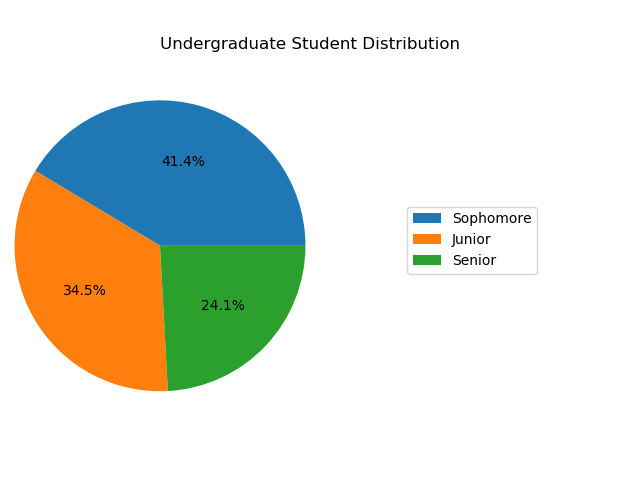 Undergraduate Student Distribution
41.4%
34.5%
24.1%
Sophomore
Junior
Senior